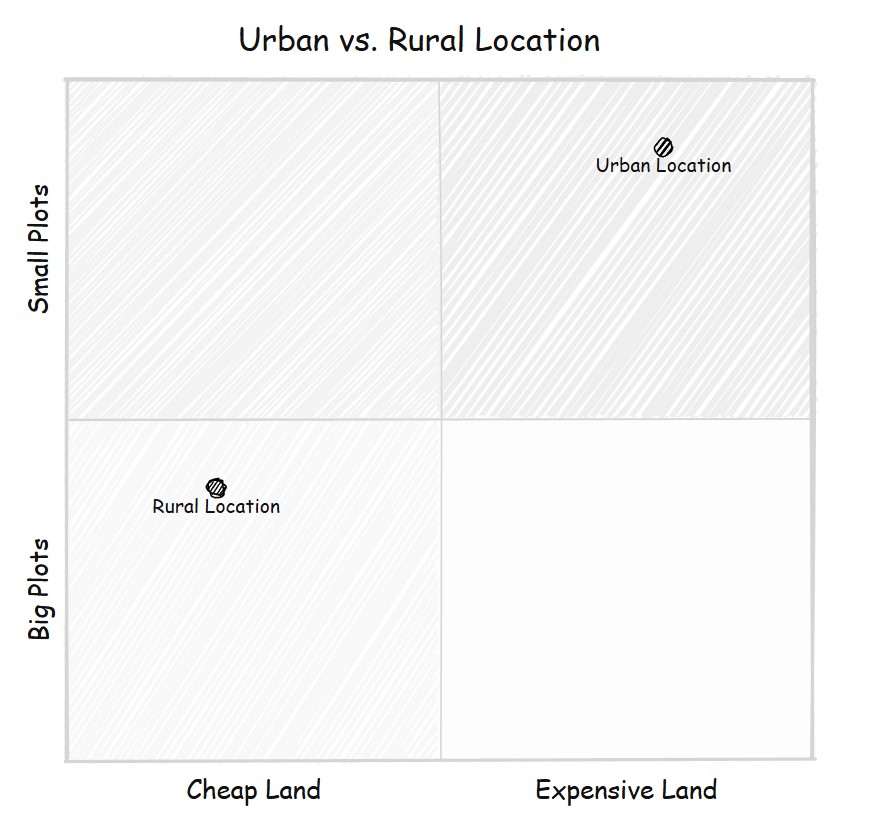 Urban vs. Rural Location
Small Plots
Urban Location
Rural Location
Big Plots
Cheap Land
Expensive Land